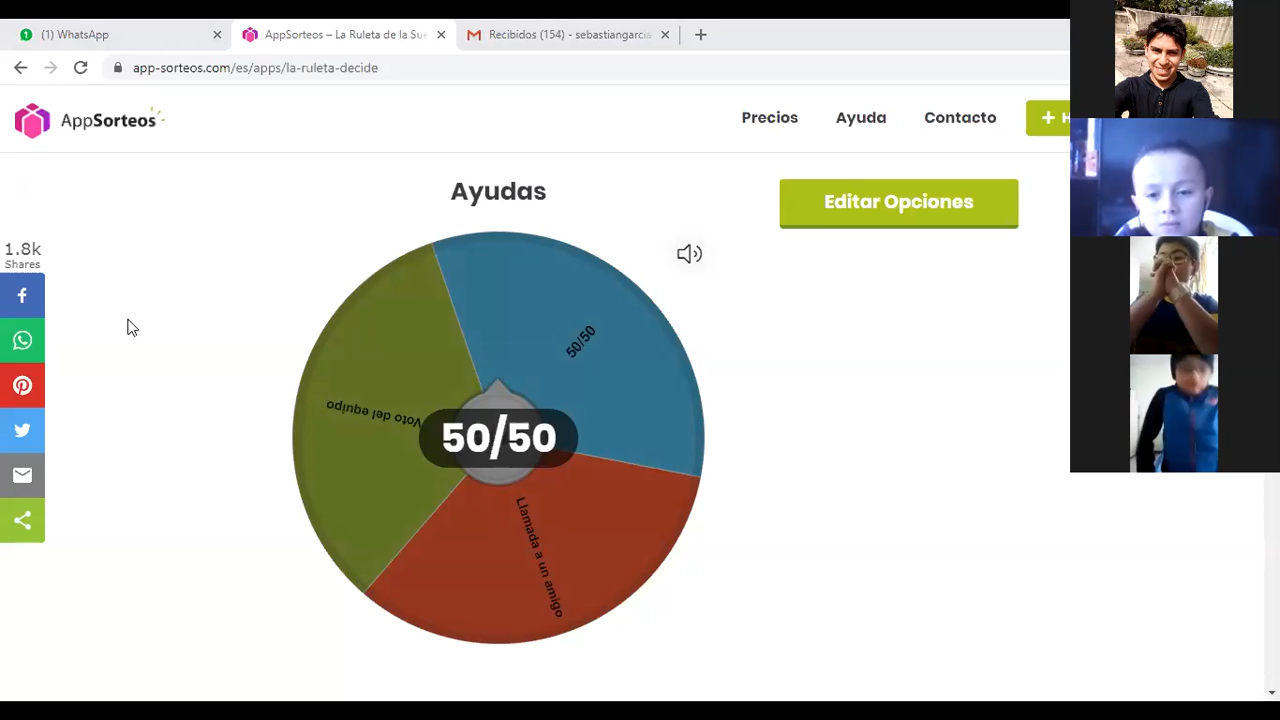 (1) WhatsApp
AppSorteos – La Ruleta de la Sue
Recibidos (154) - sebastiangarcia
app-sorteos.com/es/apps/la-ruleta-decide
AppSorteos
Precios
Ayuda
Contacto
+ H
Ayudas
Editar Opciones
1.8k
Shares
50/50
Voto del equipo
50/50
Llamada a un amigo